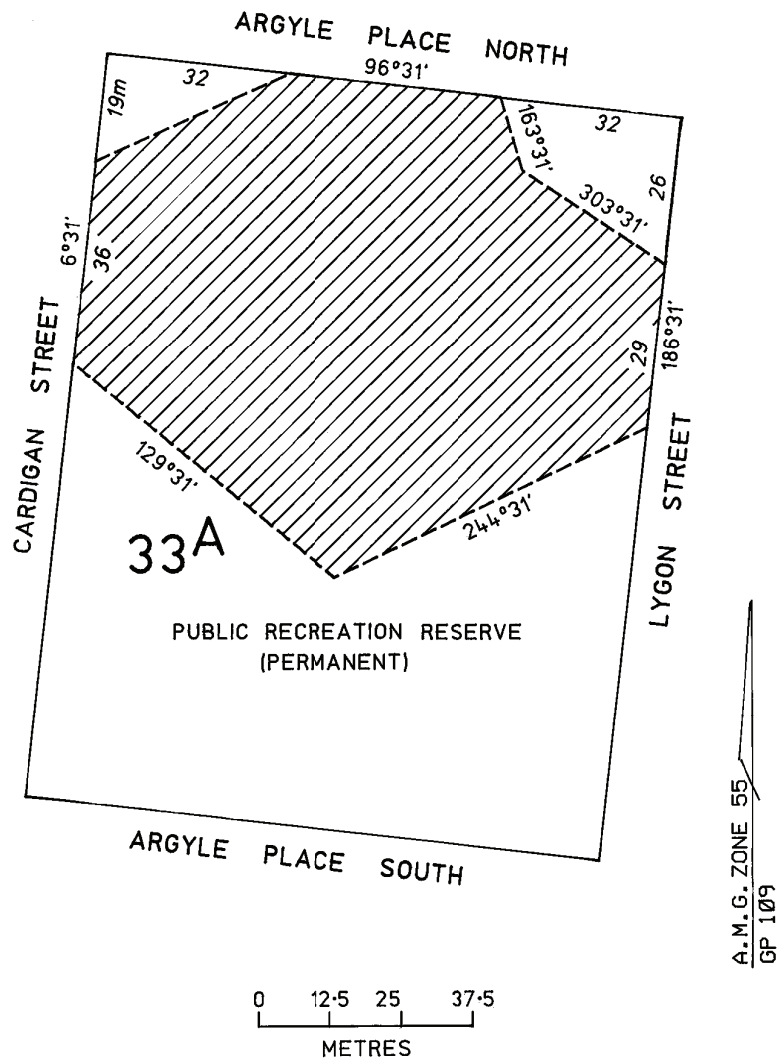 ARGYLE PLACE NORTH
96°31'
32
19m
32
163°31'
303°31'
26
6°31'
36
29
186°31'
CARDIGAN STREET
LYGON STREET
129°31'
244°31'
33A
PUBLIC RECREATION RESERVE
(PERMANENT)
ARGYLE PLACE SOUTH
A.M.G. ZONE 55
GP 109
0 12·5 25 37·5
METRES